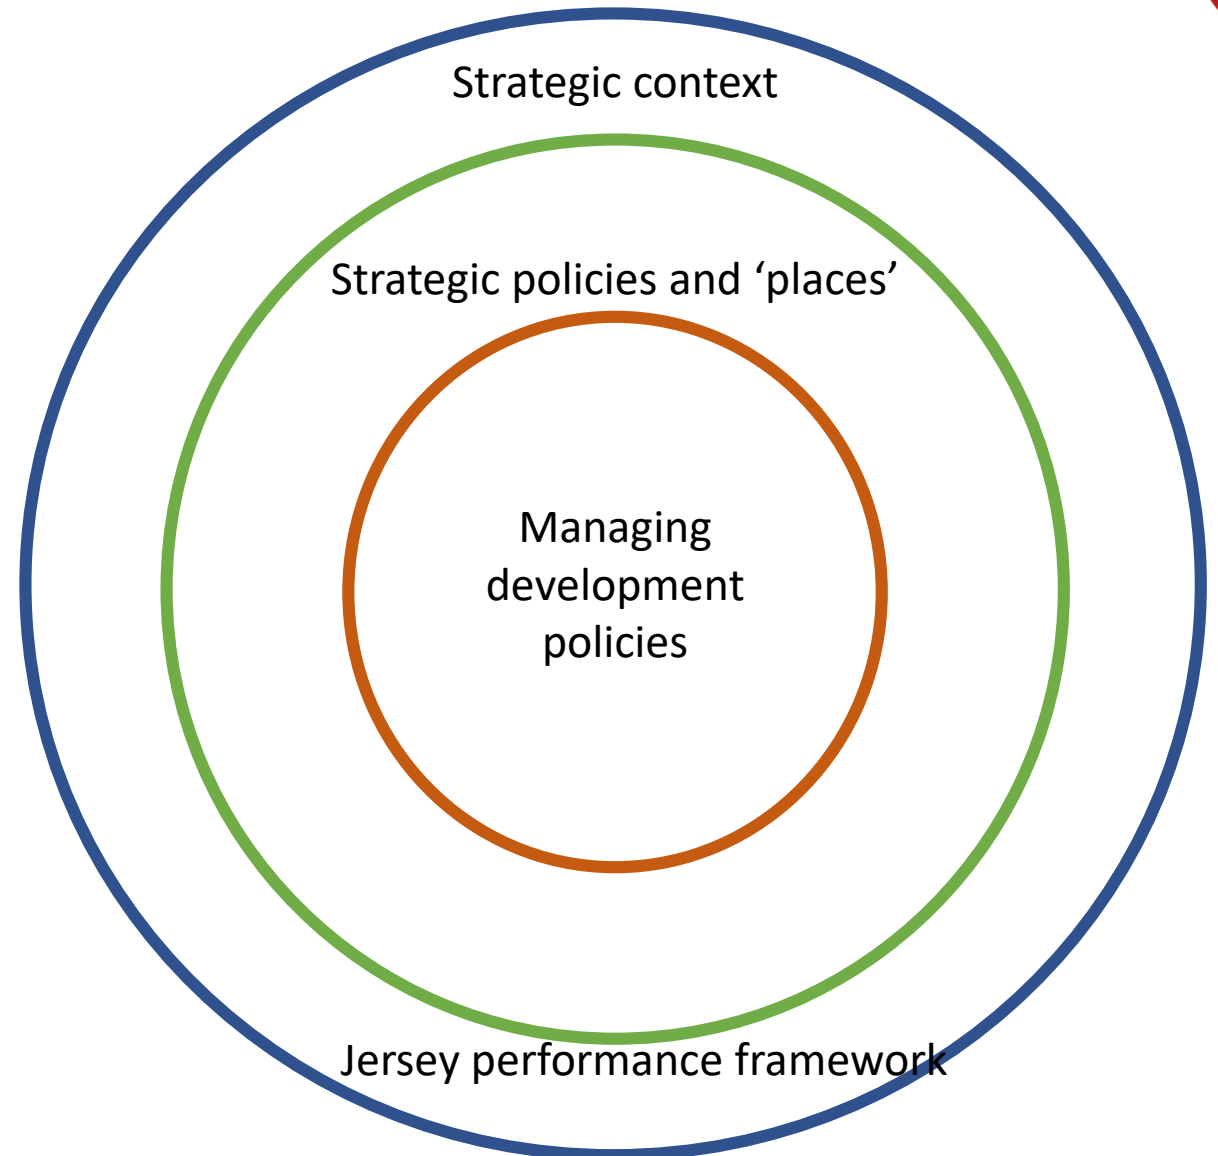 Strategic context
Strategic policies and ‘places’
Managing
development
policies
Jersey performance framework